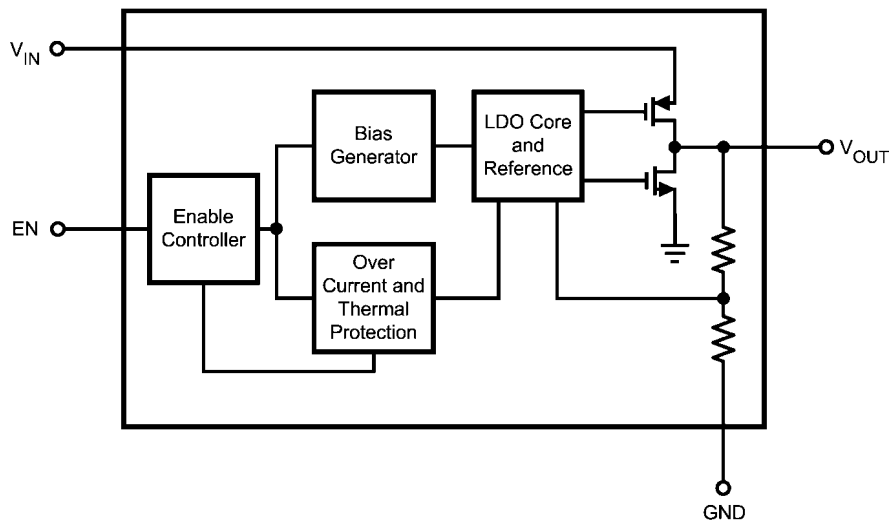 V_IN
Bias
Generator
LDO Core
and
Reference
V_OUT
EN
Enable
Controller
Over
Current and
Thermal
Protection
GND